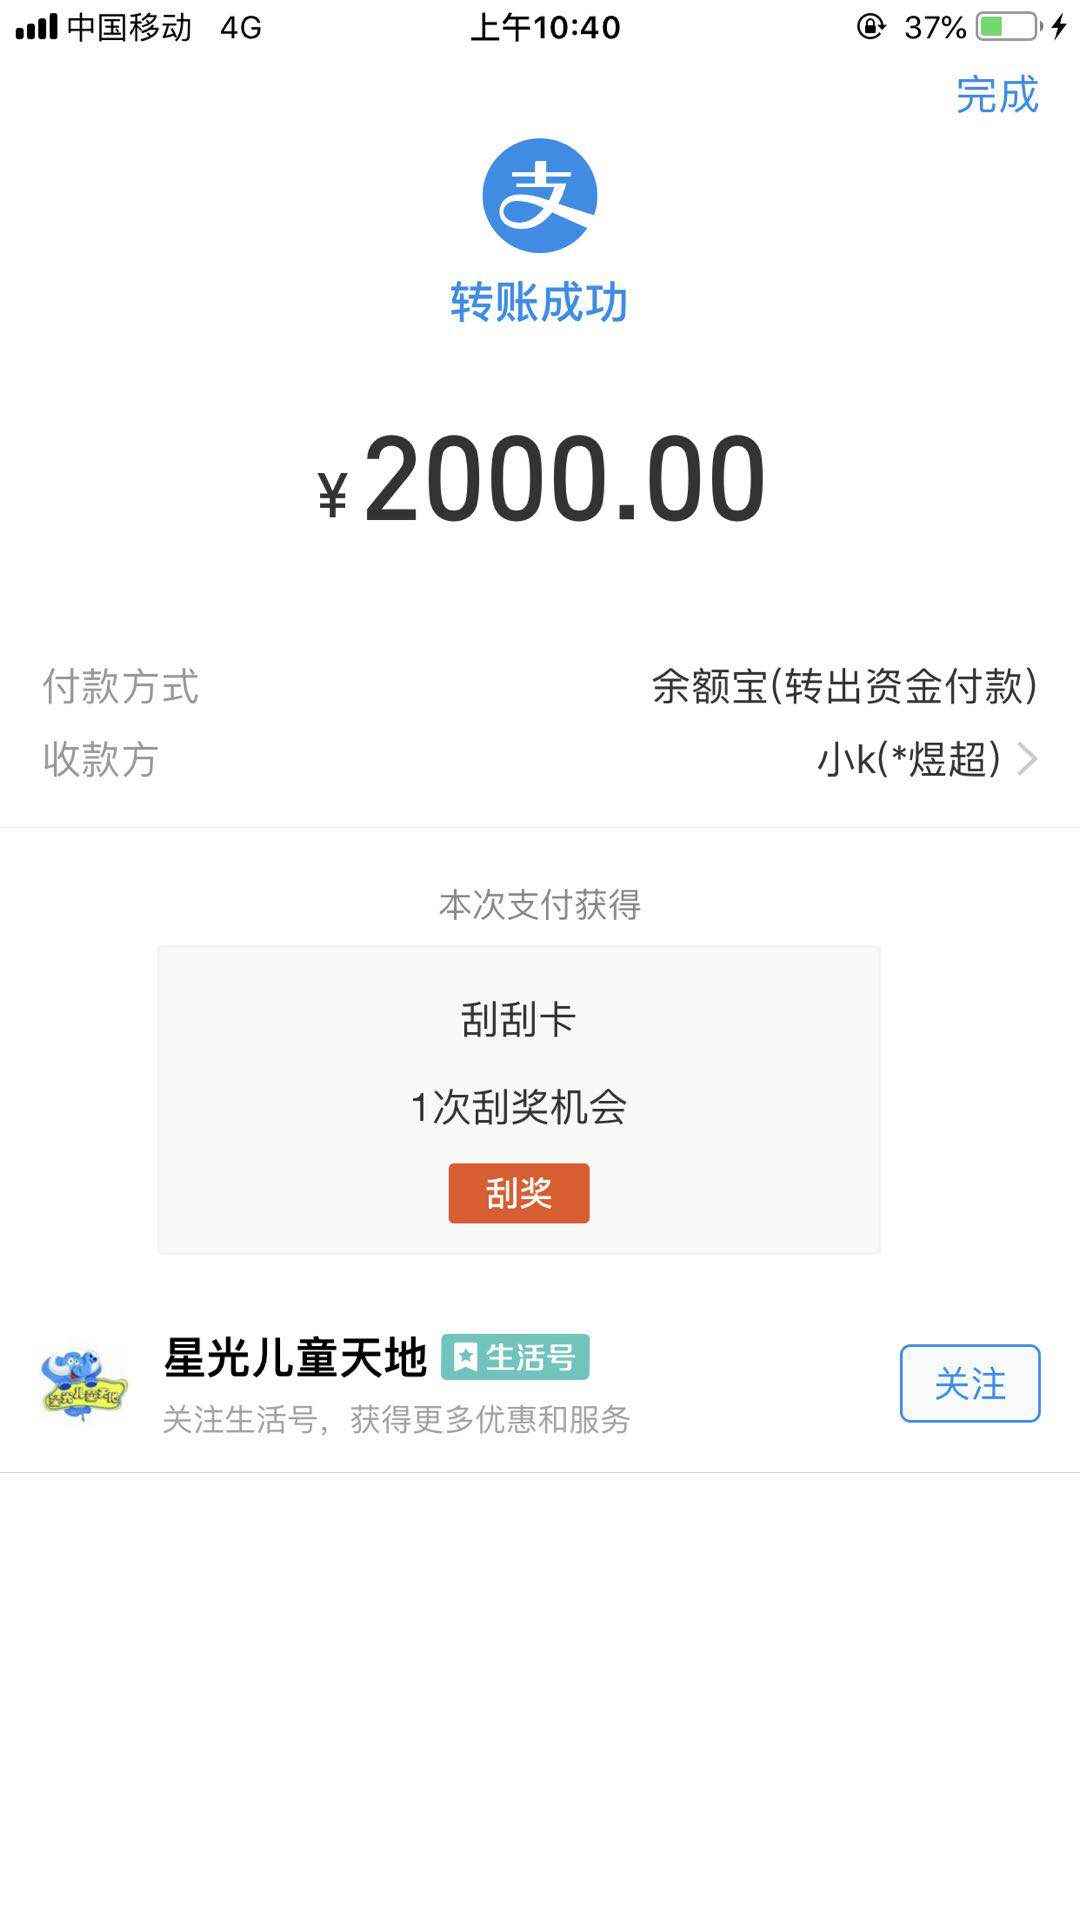 中国移动 4G 上午10:40 37%
完成
支
转账成功
¥2000.00
付款方式 余额宝(转出资金付款)
收款方 小k(*煜超)
本次支付获得
刮刮卡
1次刮奖机会
刮奖
星光儿童天地 生活号
关注生活号，获得更多优惠和服务
关注